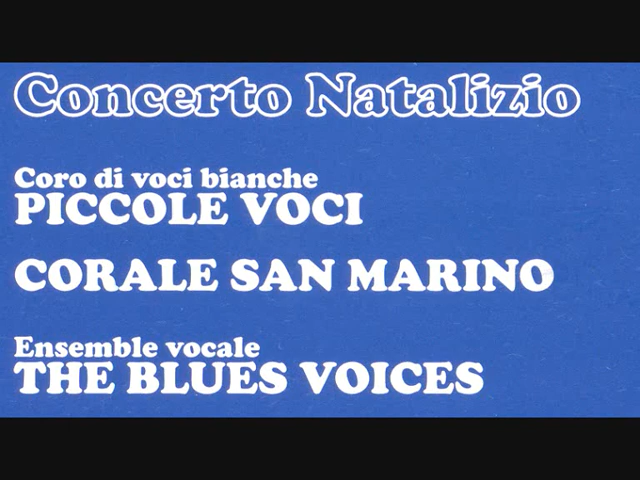 Concerto Natalizio
Coro di voci bianche
PICCOLE VOCI
CORALE SAN MARINO
Ensemble vocale
THE BLUES VOICES